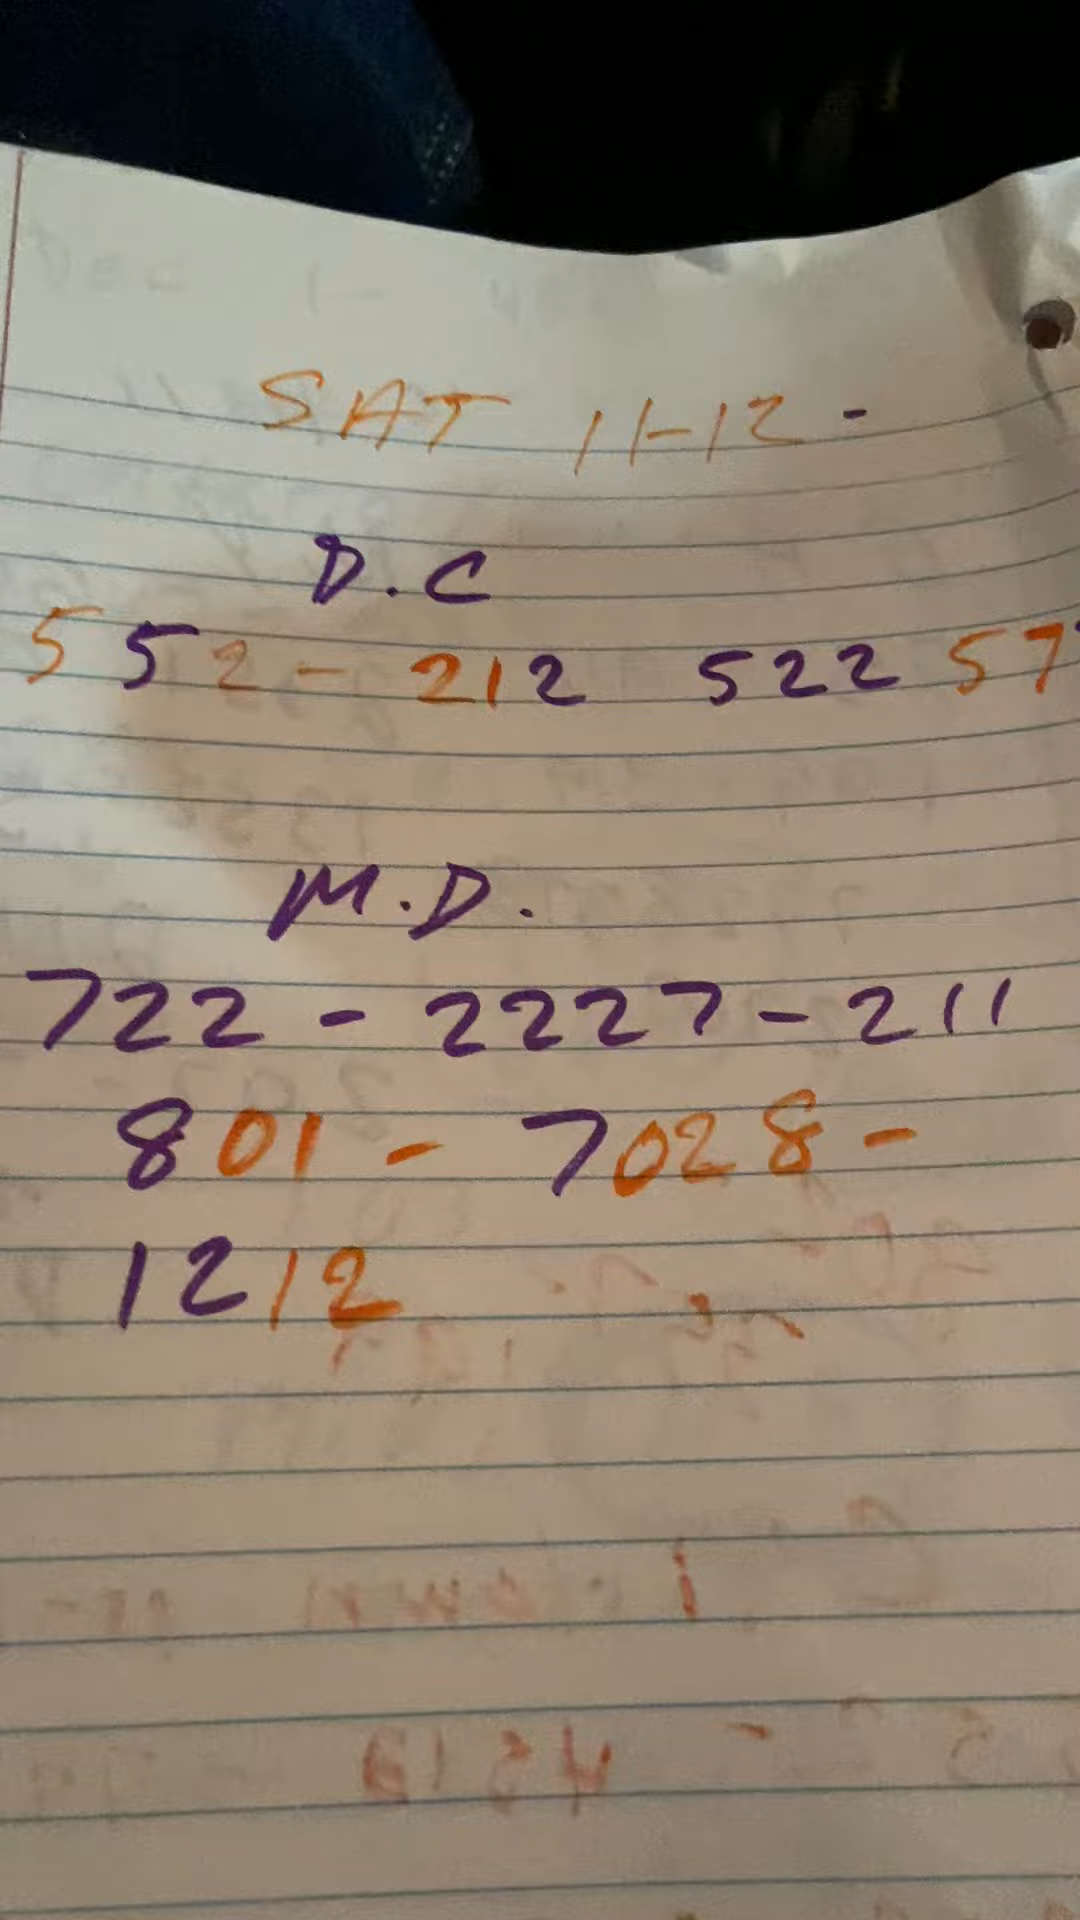 SAT 11-12-
D.C
552 - 212 522 57
M.D.
722 - 2227 - 211
801 - 7028 -
1212